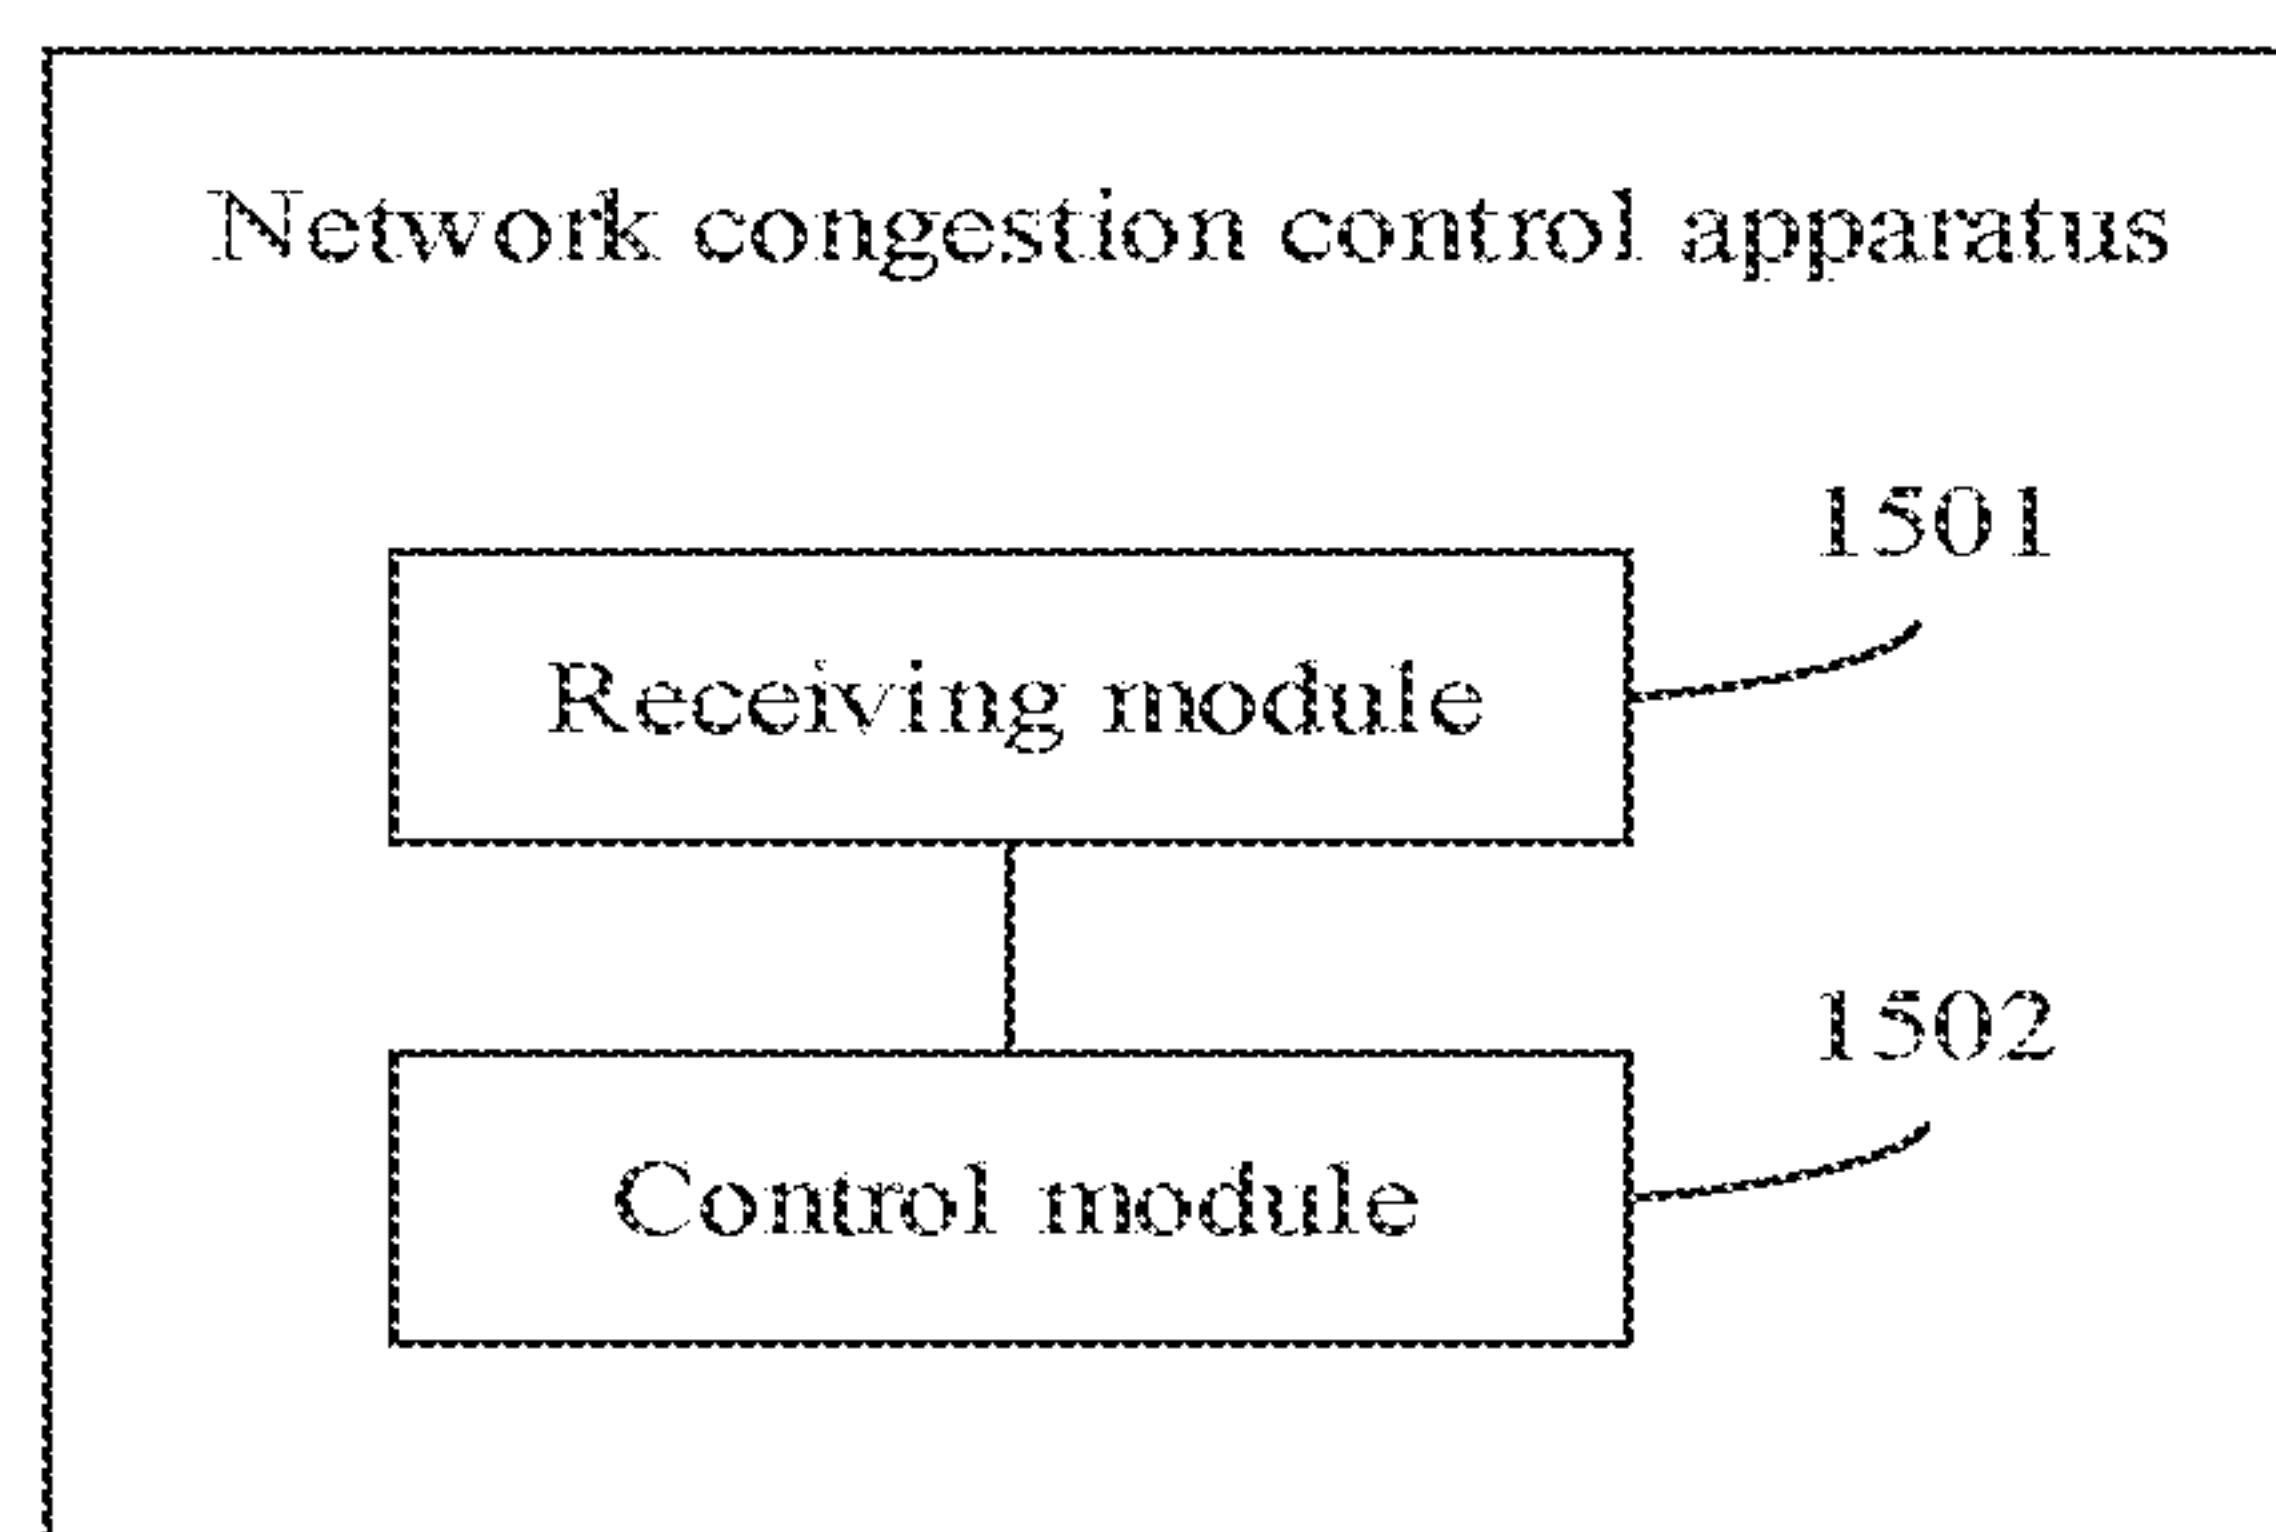 Network congestion control apparatus
1501
Receiving module
1502
Control module